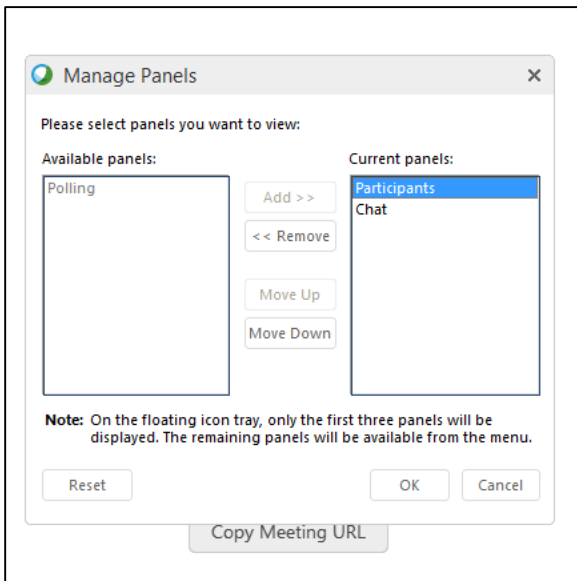 Manage Panels
Please select panels you want to view:
Available panels:
Current panels:
Polling
Add >>
<< Remove
Move Up
Move Down
Participants
Chat
Note: On the floating icon tray, only the first three panels will be
displayed. The remaining panels will be available from the menu.
Reset
OK
Cancel
Copy Meeting URL